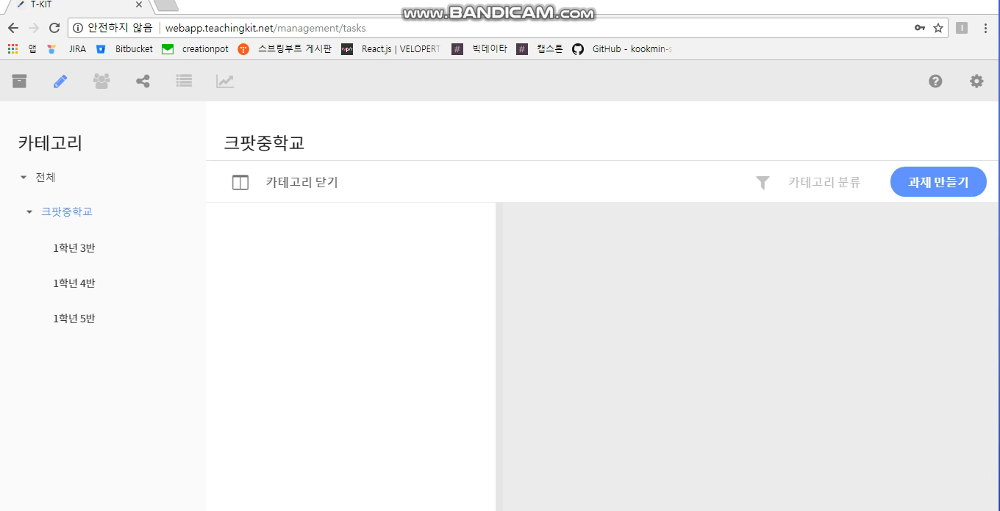 T-KIT
www.BANDICAM.com
안전하지 않음 webapp.teachingkit.net/management/tasks
앱 JIRA Bitbucket creationpot 스브링부트 게시판 React.js | VELOPERT # 빅데이타 # 캡스톤 GitHub - kookmin-s
카테고리
전체
크팟중학교
1학년 3반
1학년 4반
1학년 5반
크팟중학교
카테고리 닫기 카테고리 분류 과제 만들기